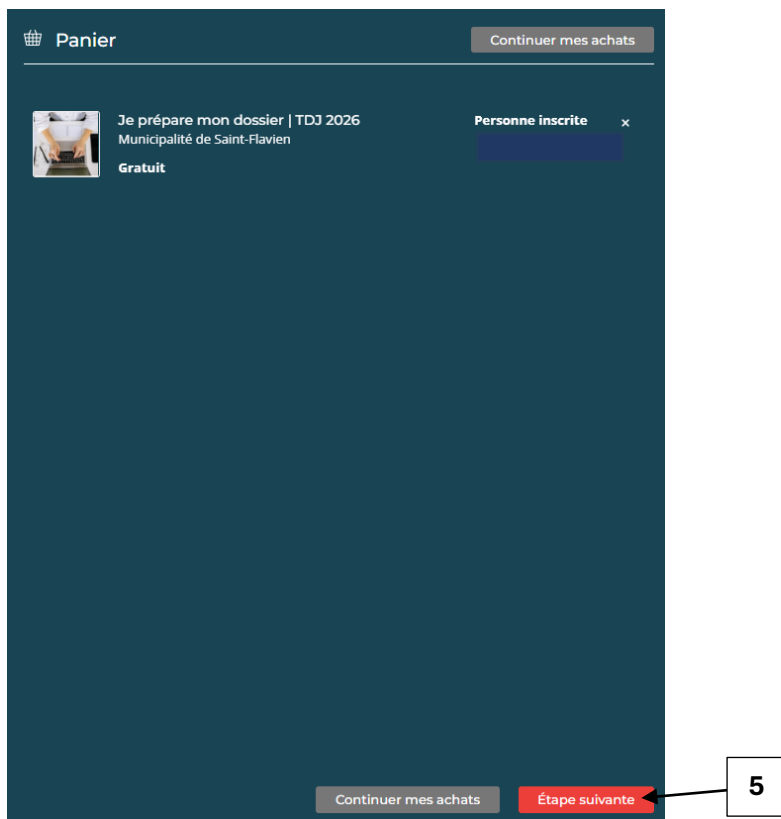 Panier
Continuer mes achats
Je prépare mon dossier | TDJ 2026
Personne inscrite ×
Municipalité de Saint-Flavien
Gratuit
Continuer mes achats
Étape suivante
5